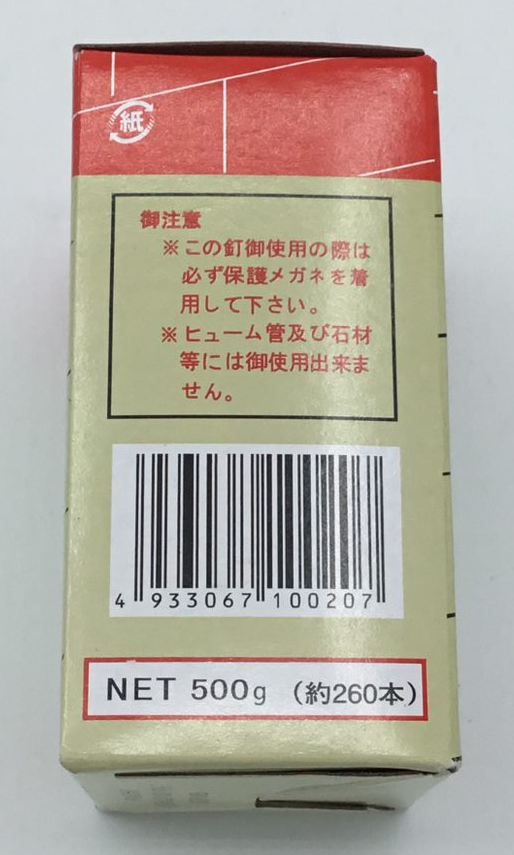 紙
御注意
※この釘御使用の際は
必ず保護メガネを着
用して下さい。
※ヒューム管及び石材
等には御使用出来ま
せん。
4 933067 100207
NET 500g （約260本）